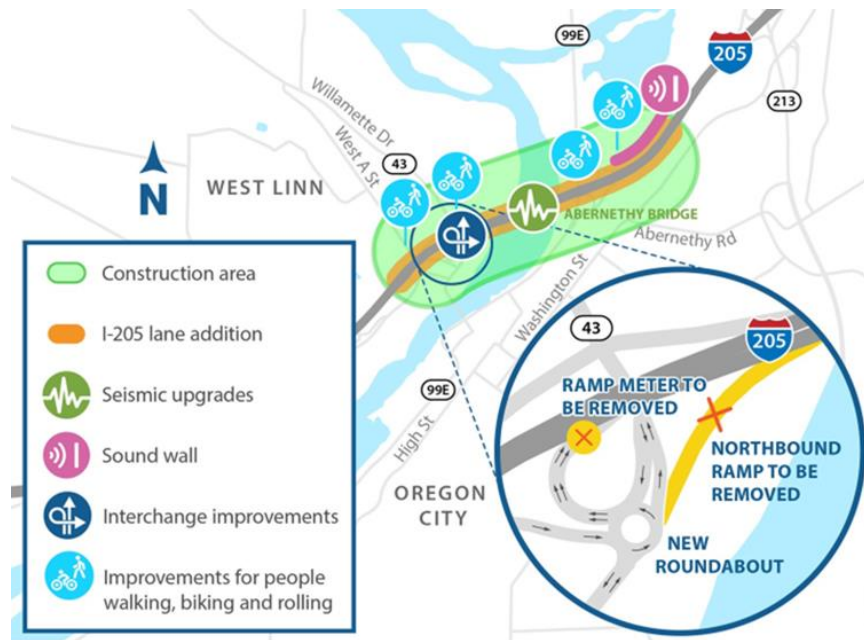 99E
205
213
Willamette Dr
West A St
43
WEST LINN
N
ABERNETHY BRIDGE
Abernethy Rd
Washington St
99E
High St
OREGON
CITY
Construction area
I-205 lane addition
Seismic upgrades
Sound wall
Interchange improvements
Improvements for people
walking, biking and rolling
43
205
RAMP METER TO
BE REMOVED
NORTHBOUND
RAMP TO BE
REMOVED
NEW
ROUNDABOUT